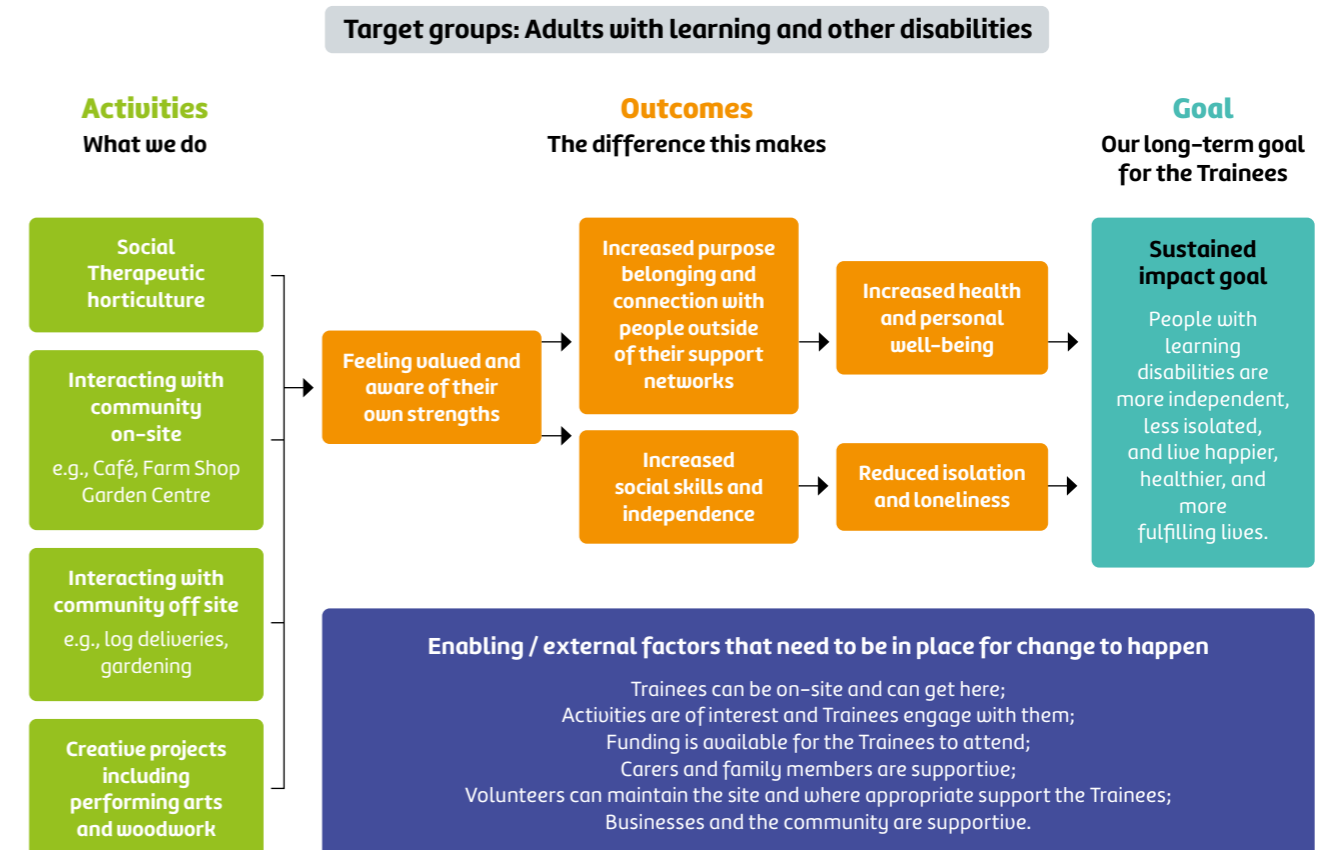 Target groups: Adults with learning and other disabilities
Activities
What we do
Social
Therapeutic
horticulture
Interacting with
community
on-site
e.g., Café, Farm Shop
Garden Centre
Interacting with
community off site
e.g., log deliveries,
gardening
Creative projects
including
performing arts
and woodwork
Outcomes
The difference this makes
Feeling valued and
aware of their
own strengths
Increased purpose
belonging and
connection with
people outside
of their support
networks
Increased
social skills and
independence
Increased health
and personal
well-being
Reduced isolation
and loneliness
Goal
Our long-term goal
for the Trainees
Sustained
impact goal
People with
learning
disabilities are
more independent,
less isolated,
and live happier,
healthier, and
more
fulfilling lives.
Enabling / external factors that need to be in place for change to happen
Trainees can be on-site and can get here;
Activities are of interest and Trainees engage with them;
Funding is available for the Trainees to attend;
Carers and family members are supportive;
Volunteers can maintain the site and where appropriate support the Trainees;
Businesses and the community are supportive.